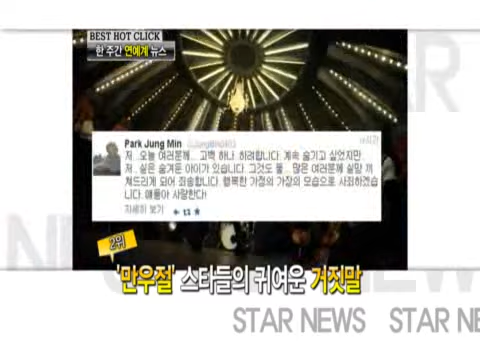 BEST HOT CLICK
한 주간 연예계 뉴스
Park Jung Min
저...오늘 여러분께... 고백 하나. 하려합니다. 계속 숨기고 싶었지만
저..실은 숨겨둔 아이가 있습니다. 그것도 둘... 많은 여러분께 실망 끼
쳐드리게 되어 죄송합니다. 행복한 가정의 가장의 모습으로 사죄하겠습
니다. 얘들아 사랑한다!
자세히 보기
2위
'만우절' 스타들의 귀여운 거짓말
STAR NEWS STAR NEWS